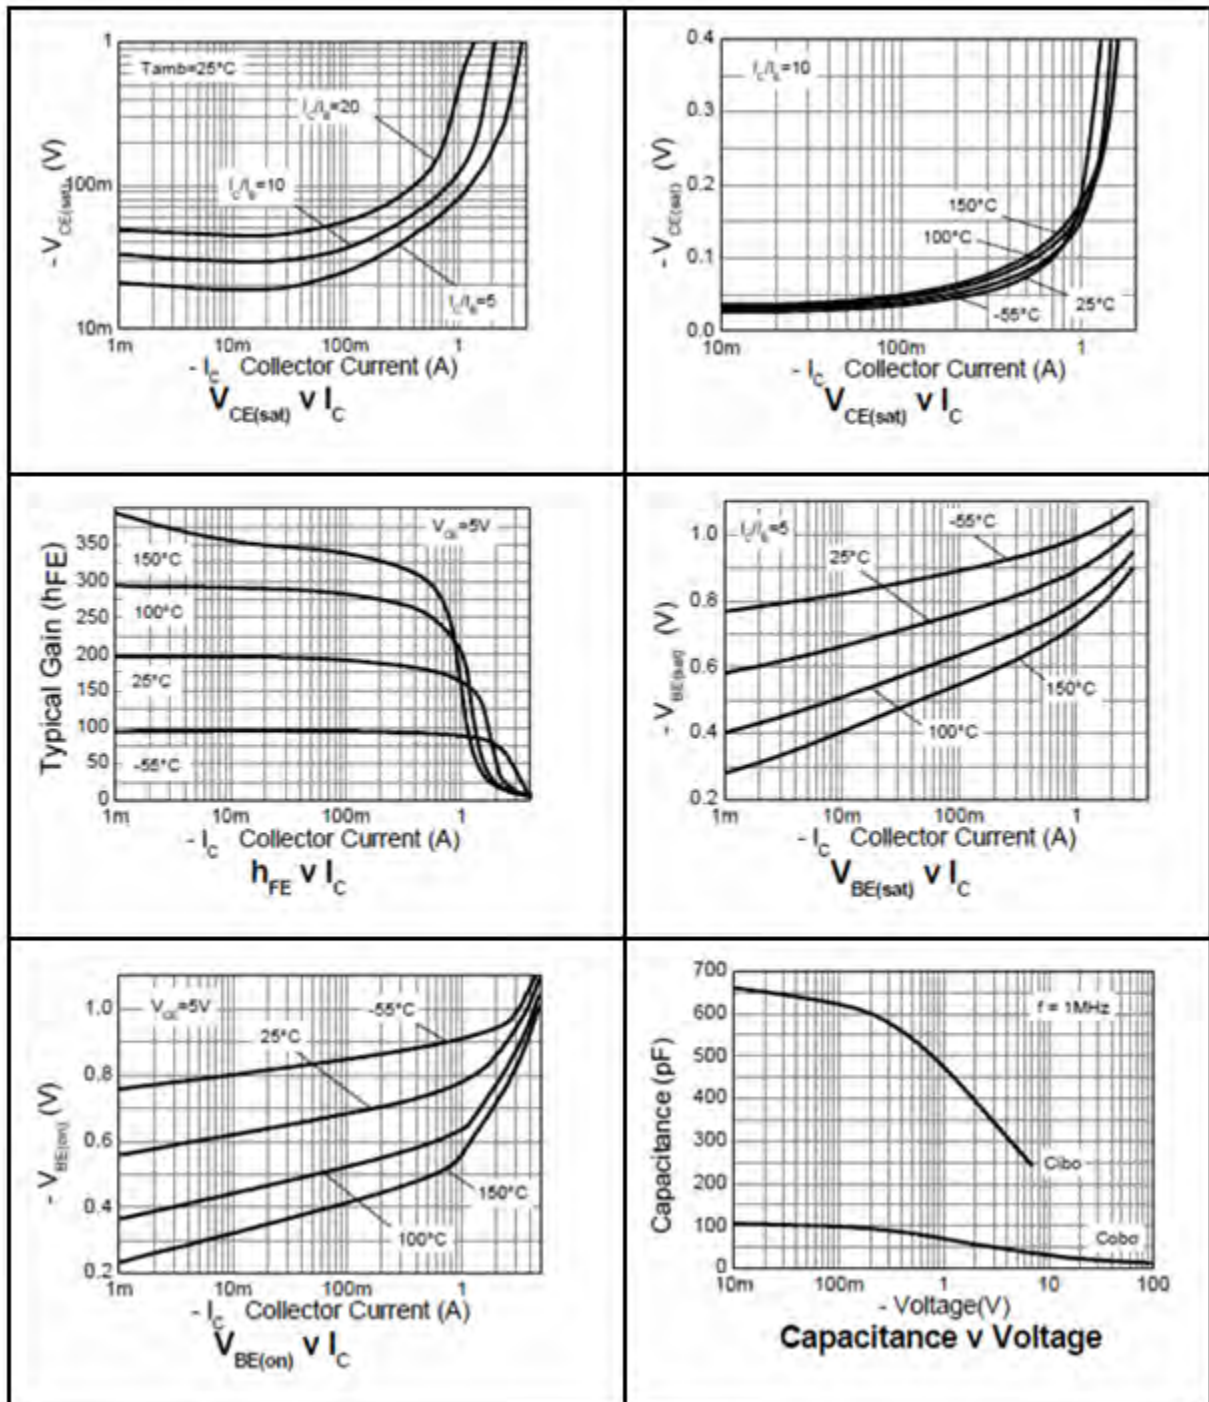 1
Tamb=25°C
IC/IB=20
- VCE(sat) (V)
100m
IC/IB=10
IC/IB=5
10m
1m 10m 100m 1
- IC Collector Current (A)
VCE(sat) v IC
0.4
IC/IB=10
0.3
- VCE(sat) (V)
0.2
150°C
100°C
0.1
25°C
-55°C
0.0
10m 100m 1
- IC Collector Current (A)
VCE(sat) v IC
VCE=5V
350
150°C
300
Typical Gain (hFE)
250
100°C
200
25°C
150
100
-55°C
50
0
1m 10m 100m 1
- IC Collector Current (A)
hFE v IC
1.0
IC/IB=5
-55°C
25°C
0.8
- VBE(sat) (V)
0.6
150°C
100°C
0.4
0.2
1m 10m 100m 1
- IC Collector Current (A)
VBE(sat) v IC
VCE=5V
-55°C
1.0
25°C
0.8
- VBE(on) (V)
0.6
150°C
0.4
100°C
0.2
1m 10m 100m 1
- IC Collector Current (A)
VBE(on) v IC
700
f = 1MHz
600
500
Capacitance (pF)
400
300
Cibo
200
100
Cobo
0
10m 100m 1 10 100
- Voltage(V)
Capacitance v Voltage